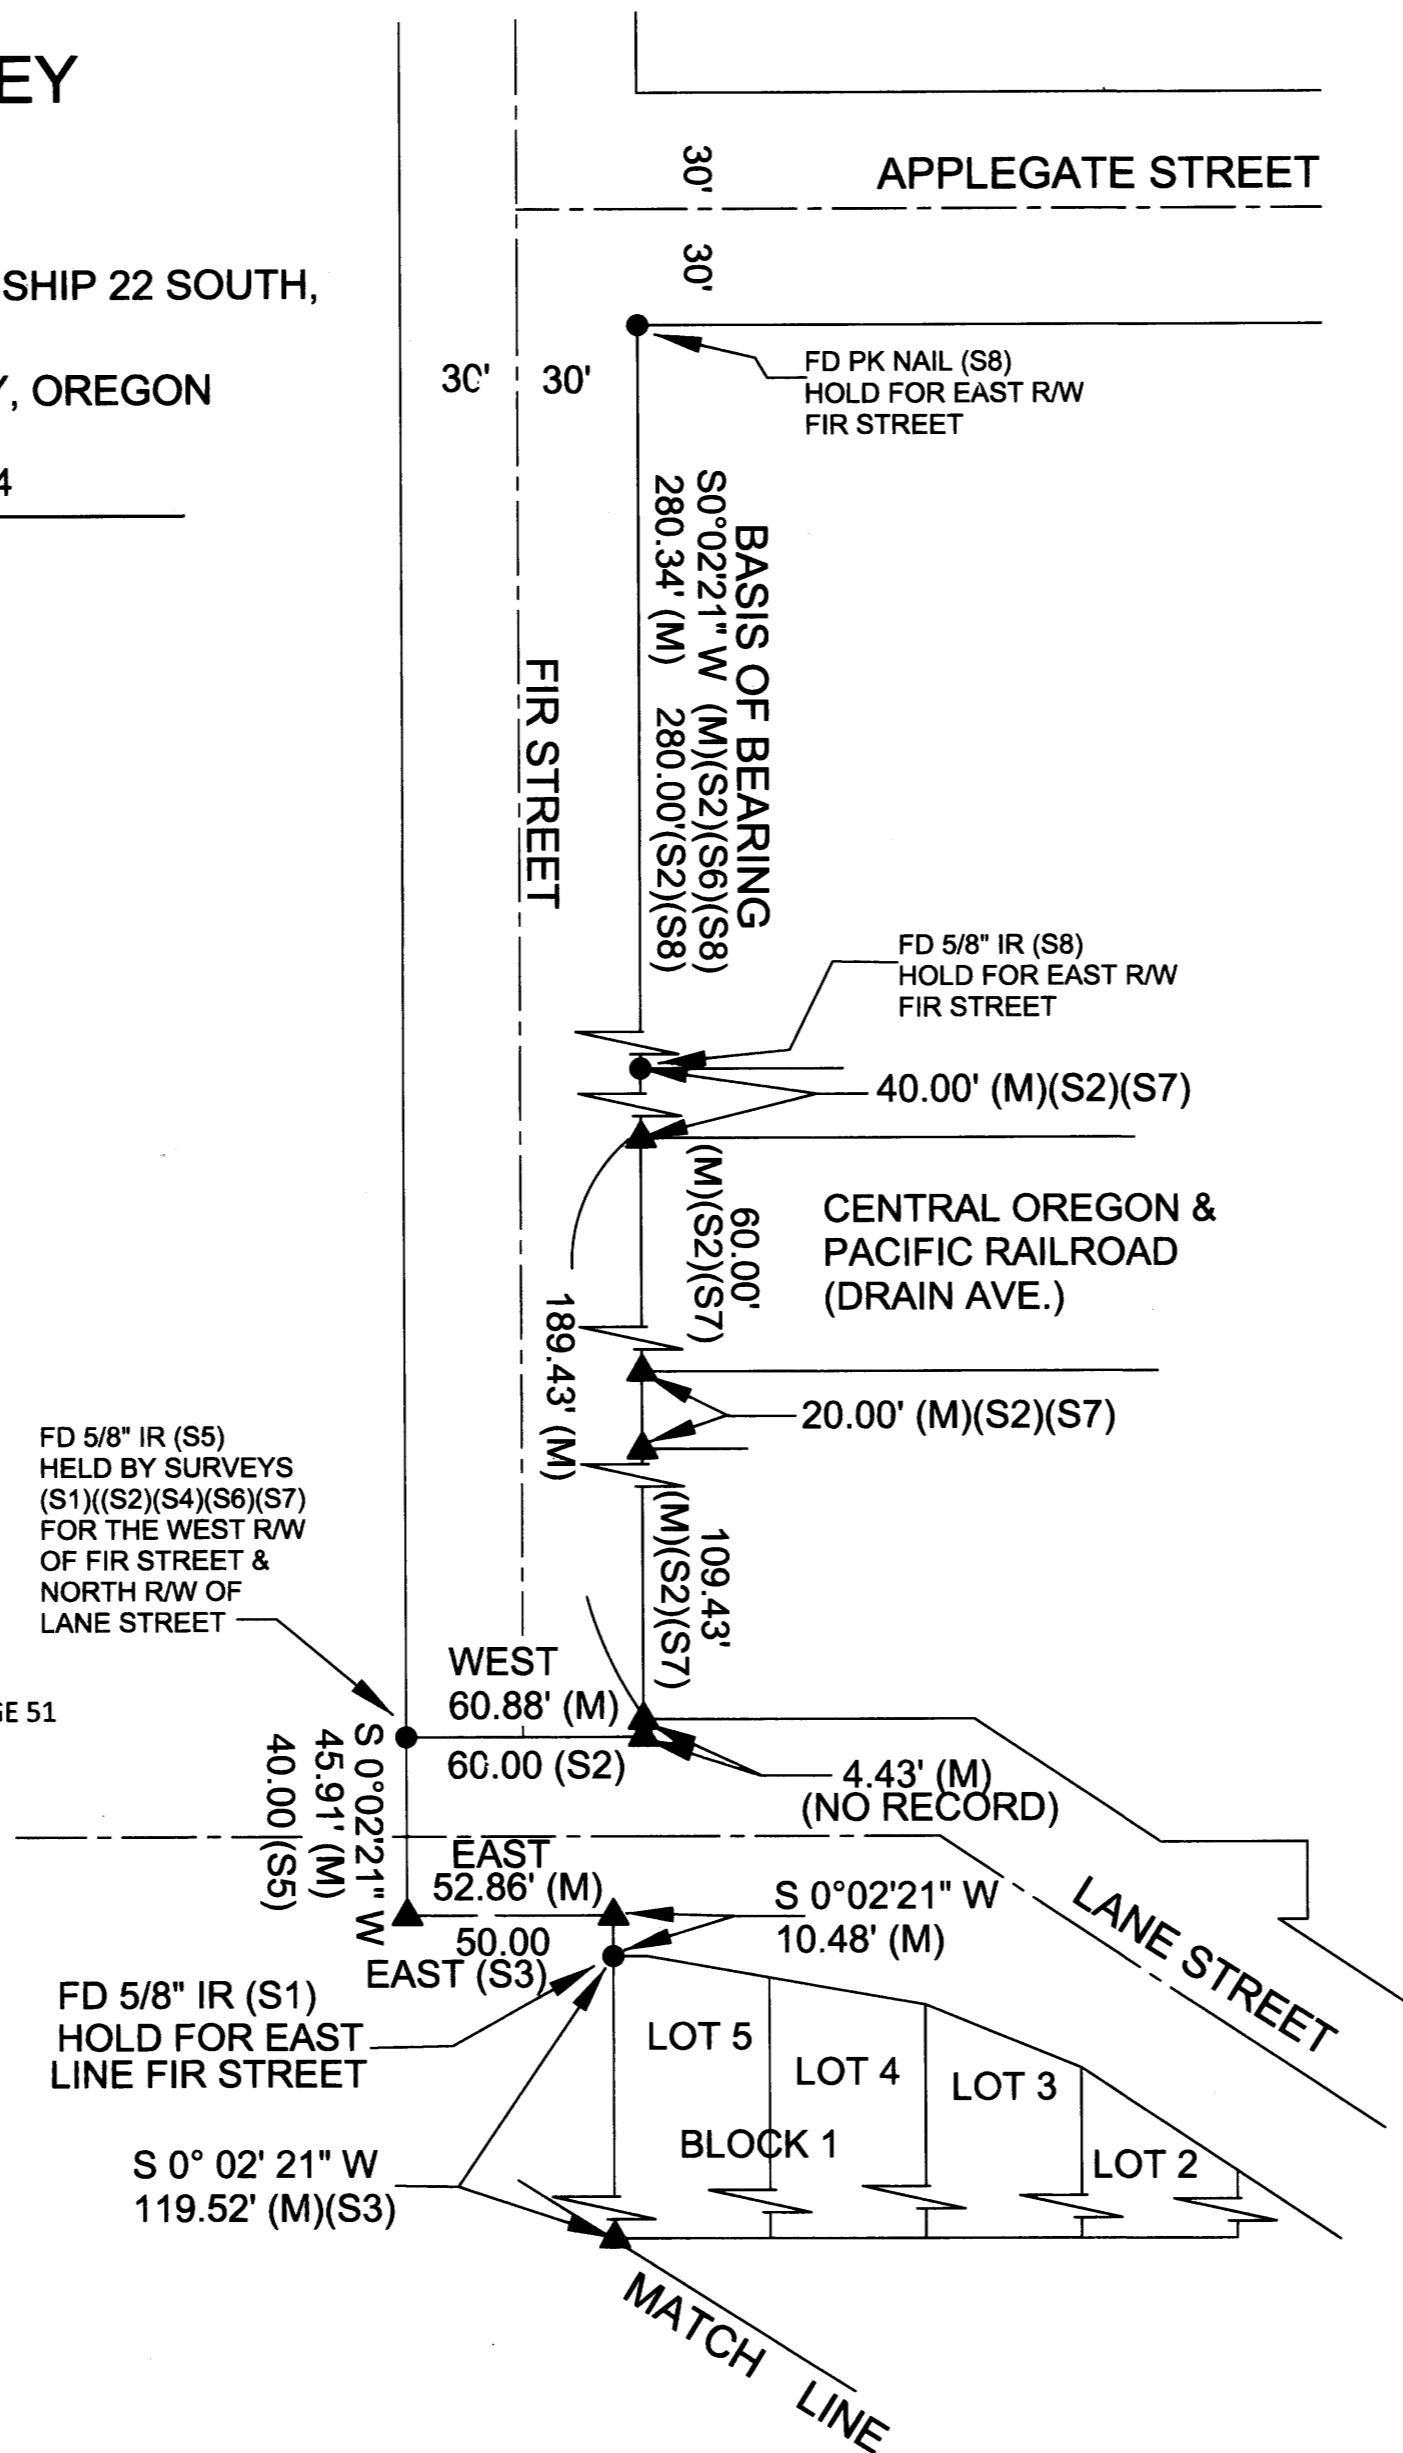 EY
SHIP 22 SOUTH,
Y, OREGON
4
30'
APPLEGATE STREET
30'
30'
30'
FD PK NAIL (S8)
HOLD FOR EAST R/W
FIR STREET
BASIS OF BEARING
S0°02'21" W (M)(S2)(S6)(S8)
280.34' (M) 280.00'(S2)(S8)
FIR STREET
FD 5/8" IR (S8)
HOLD FOR EAST R/W
FIR STREET
40.00' (M)(S2)(S7)
60.00'
(M)(S2)(S7)
CENTRAL OREGON &
PACIFIC RAILROAD
(DRAIN AVE.)
189.43' (M)
20.00' (M)(S2)(S7)
FD 5/8" IR (S5)
HELD BY SURVEYS
(S1)((S2)(S4)(S6)(S7)
FOR THE WEST R/W
OF FIR STREET &
NORTH R/W OF
LANE STREET
109.43'
(M)(S2)(S7)
GE 51
WEST
60.88' (M)
60.00 (S2)
4.43' (M)
(NO RECORD)
S 0°02'21" W
45.91' (M)
40.00 (S5)
EAST
52.86' (M)
50.00
EAST (S3)
S 0°02'21" W
10.48' (M)
LANE STREET
FD 5/8" IR (S1)
HOLD FOR EAST
LINE FIR STREET
LOT 5
LOT 4
LOT 3
LOT 2
BLOCK 1
S 0° 02' 21" W
119.52' (M)(S3)
MATCH LINE